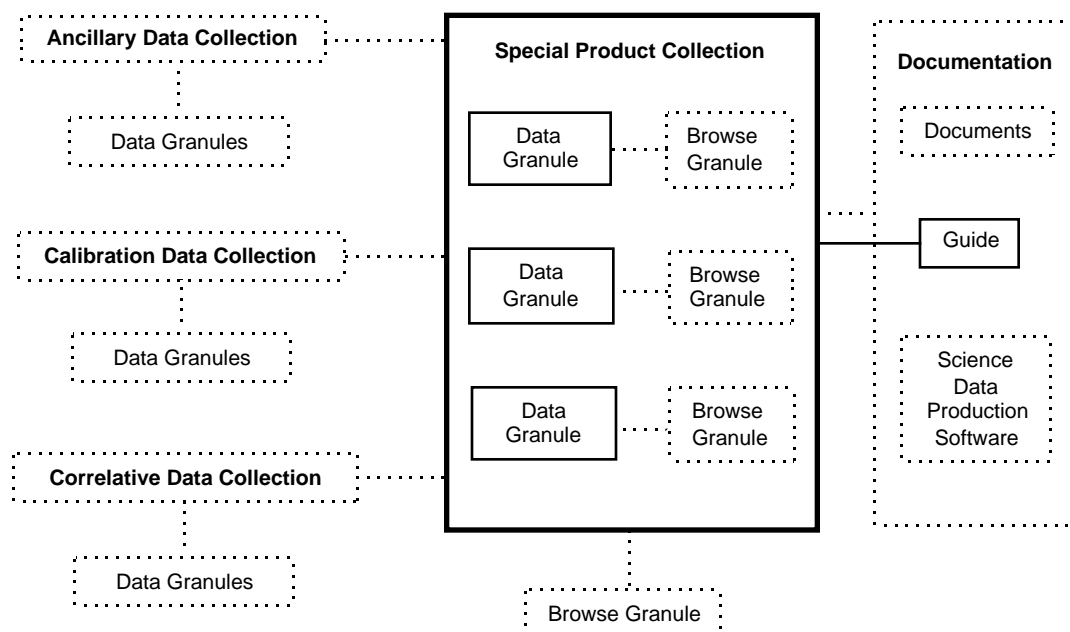 Ancillary Data Collection
Data Granules
Calibration Data Collection
Data Granules
Correlative Data Collection
Data Granules
Special Product Collection
Data
Granule
Browse
Granule
Data
Granule
Browse
Granule
Data
Granule
Browse
Granule
Browse Granule
Documentation
Documents
Guide
Science
Data
Production
Software